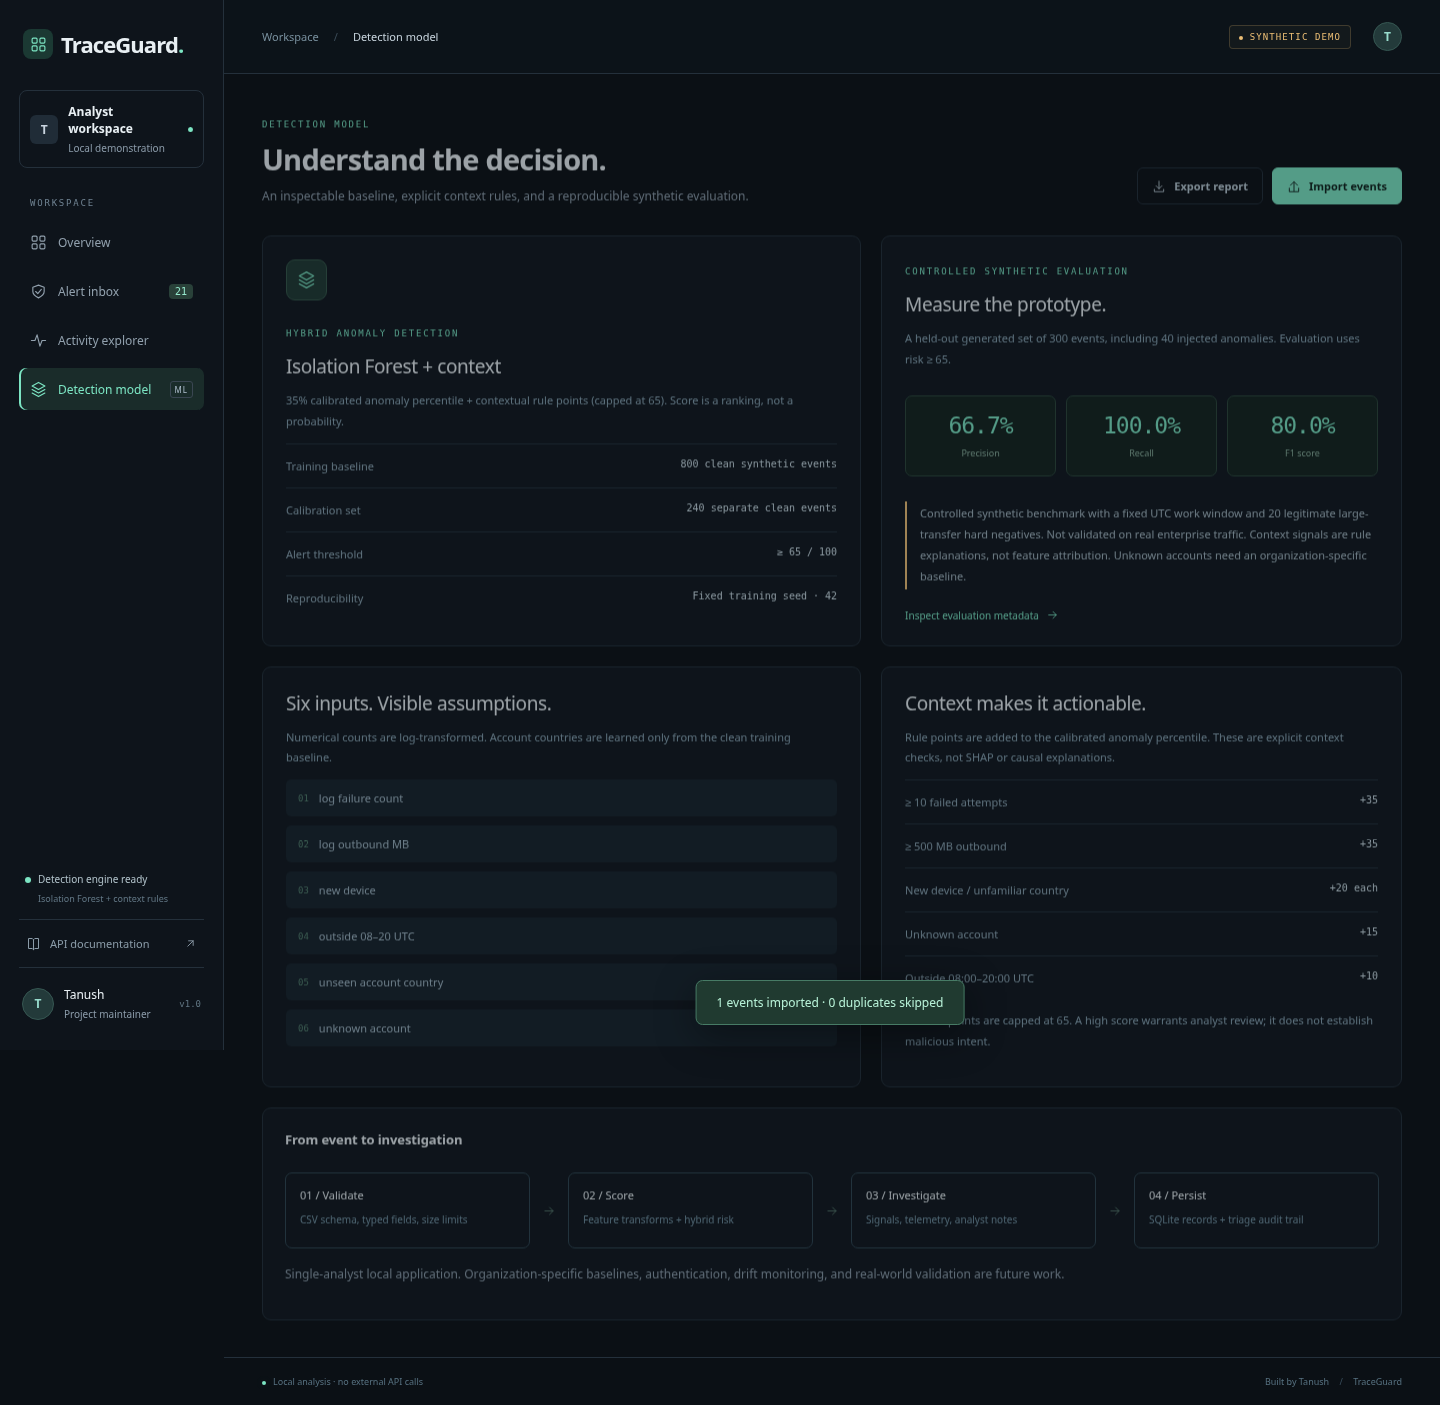 TraceGuard.
T
Analyst
workspace
Local demonstration
WORKSPACE
Overview
Alert inbox 21
Activity explorer
Detection model ML
Detection engine ready
Isolation Forest + context rules
API documentation
T
Tanush
Project maintainer
v1.0
Workspace / Detection model
SYNTHETIC DEMO
T
DETECTION MODEL
Understand the decision.
An inspectable baseline, explicit context rules, and a reproducible synthetic evaluation.
Export report
Import events
HYBRID ANOMALY DETECTION
Isolation Forest + context
35% calibrated anomaly percentile + contextual rule points (capped at 65). Score is a ranking, not a
probability.
Training baseline 800 clean synthetic events
Calibration set 240 separate clean events
Alert threshold ≥ 65 / 100
Reproducibility Fixed training seed · 42
CONTROLLED SYNTHETIC EVALUATION
Measure the prototype.
A held-out generated set of 300 events, including 40 injected anomalies. Evaluation uses
risk ≥ 65.
66.7% 100.0% 80.0%
Precision Recall F1 score
Controlled synthetic benchmark with a fixed UTC work window and 20 legitimate large-
transfer hard negatives. Not validated on real enterprise traffic. Context signals are rule
explanations, not feature attribution. Unknown accounts need an organization-specific
baseline.
Inspect evaluation metadata →
Six inputs. Visible assumptions.
Numerical counts are log-transformed. Account countries are learned only from the clean training
baseline.
01 log failure count
02 log outbound MB
03 new device
04 outside 08–20 UTC
05 unseen account country
06 unknown account
Context makes it actionable.
Rule points are added to the calibrated anomaly percentile. These are explicit context
checks, not SHAP or causal explanations.
≥ 10 failed attempts +35
≥ 500 MB outbound +35
New device / unfamiliar country +20 each
Unknown account +15
Outside 08:00–20:00 UTC +10
1 events imported · 0 duplicates skipped
are capped at 65. A high score warrants analyst review; it does not establish
malicious intent.
From event to investigation
01 / Validate
CSV schema, typed fields, size limits
→
02 / Score
Feature transforms + hybrid risk
→
03 / Investigate
Signals, telemetry, analyst notes
→
04 / Persist
SQLite records + triage audit trail
Single-analyst local application. Organization-specific baselines, authentication, drift monitoring, and real-world validation are future work.
Local analysis · no external API calls
Built by Tanush / TraceGuard